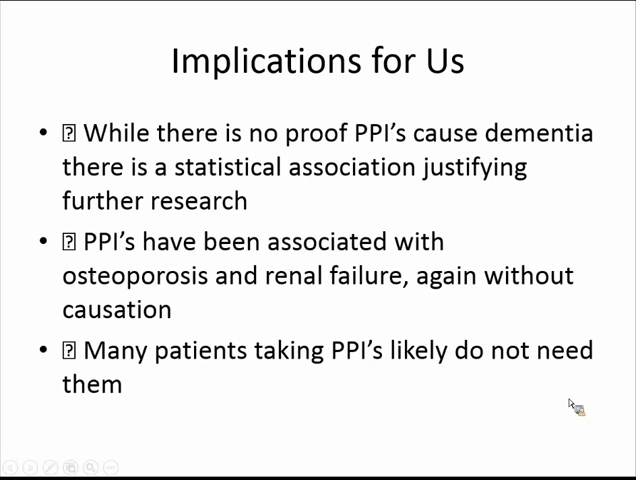 Implications for Us
• ⍰ While there is no proof PPI's cause dementia
there is a statistical association justifying
further research
• ⍰ PPI's have been associated with
osteoporosis and renal failure, again without
causation
• ⍰ Many patients taking PPI's likely do not need
them